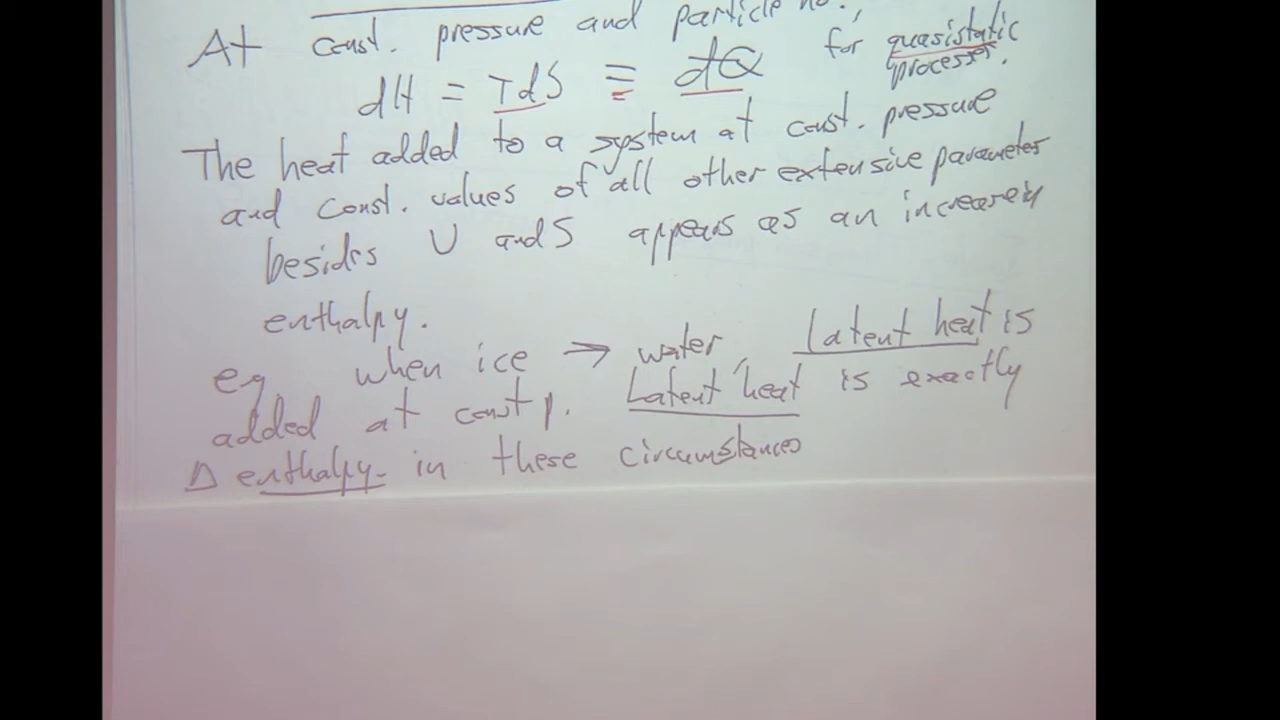 At const. pressure and particle no., for quasistatic
processes.
dH = TdS ≡ đQ
The heat added to a system at const. pressure
and const. values of all other extensive parameter
besides U and S appears as an increase in
enthalpy.
eg when ice → water, Latent heat is
added at const p. Latent heat is exactly
Δ enthalpy in these circumstances